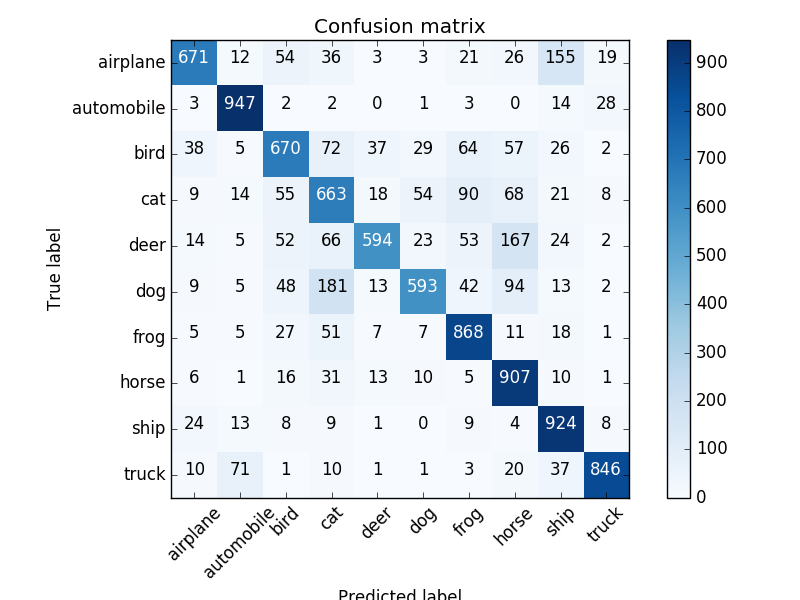 Confusion matrix
airplane 671 12 54 36 3 3 21 26 155 19
automobile 3 947 2 2 0 1 3 0 14 28
bird 38 5 670 72 37 29 64 57 26 2
cat 9 14 55 663 18 54 90 68 21 8
deer 14 5 52 66 594 23 53 167 24 2
dog 9 5 48 181 13 593 42 94 13 2
frog 5 5 27 51 7 7 868 11 18 1
horse 6 1 16 31 13 10 5 907 10 1
ship 24 13 8 9 1 0 9 4 924 8
truck 10 71 1 10 1 1 3 20 37 846
airplane automobile bird cat deer dog frog horse ship truck
True label
Predicted label
900
800
700
600
500
400
300
200
100
0